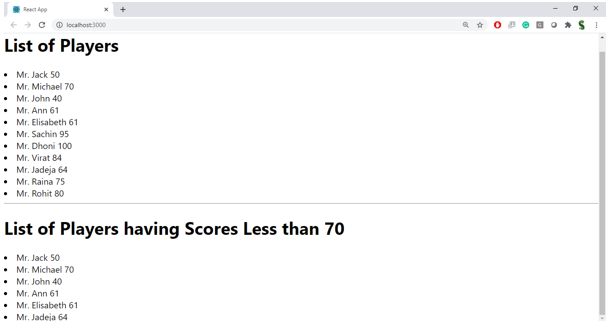 React App
localhost:3000
List of Players
Mr. Jack 50
Mr. Michael 70
Mr. John 40
Mr. Ann 61
Mr. Elisabeth 61
Mr. Sachin 95
Mr. Dhoni 100
Mr. Virat 84
Mr. Jadeja 64
Mr. Raina 75
Mr. Rohit 80
List of Players having Scores Less than 70
Mr. Jack 50
Mr. Michael 70
Mr. John 40
Mr. Ann 61
Mr. Elisabeth 61
Mr. Jadeja 64